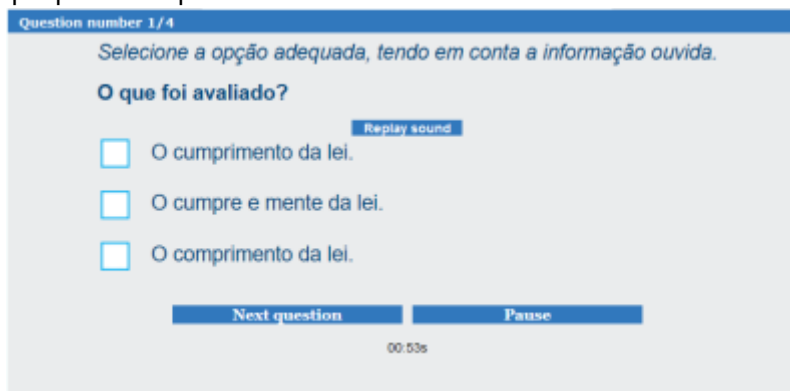 Question number 1/4
Selecione a opção adequada, tendo em conta a informação ouvida.
O que foi avaliado?
Replay sound
O cumprimento da lei.
O cumpre e mente da lei.
O comprimento da lei.
Next question Pause
00:53s